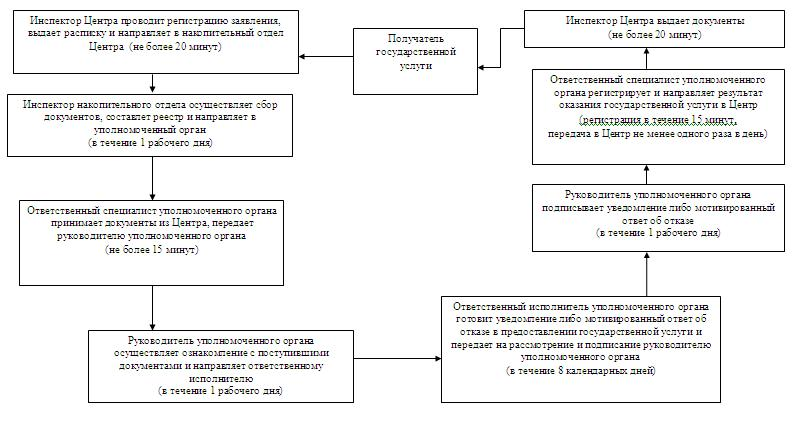 Инспектор Центра проводит регистрацию заявления,
выдает расписку и направляет в накопительный отдел
Центра (не более 20 минут)
Получатель
государственной
услуги
Инспектор Центра выдает документы
(не более 20 минут)
Инспектор накопительного отдела осуществляет сбор
документов, составлет реестр и направляет в
уполномоченный орган
(в течение 1 рабочего дня)
Ответственный специалист уполномоченного
органа регистрирует и направляет результат
оказания государственной услуги в Центр
(регистрация в течение 15 минут,
передача в Центр не менее одного раза в день)
Ответственный специалист уполномоченного органа
принимает документы из Центра, передает
руководителю уполномоченного органа
(не более 15 минут)
Руководитель уполномоченного органа
подписывает уведомление либо мотивированный
ответ об отказе
(в течение 1 рабочего дня)
Руководитель уполномоченного органа
осуществляет ознакомление с поступившими
документами и направляет ответственному
исполнителю
(в течение 1 рабочего дня)
Ответственный исполнитель уполномоченного органа
готовит уведомление либо мотивированный ответ об
отказе в предоставлении государственной услуги и
передает на рассмотрение и подписание руководителю
уполномоченного органа
(в течение 8 календарных дней)